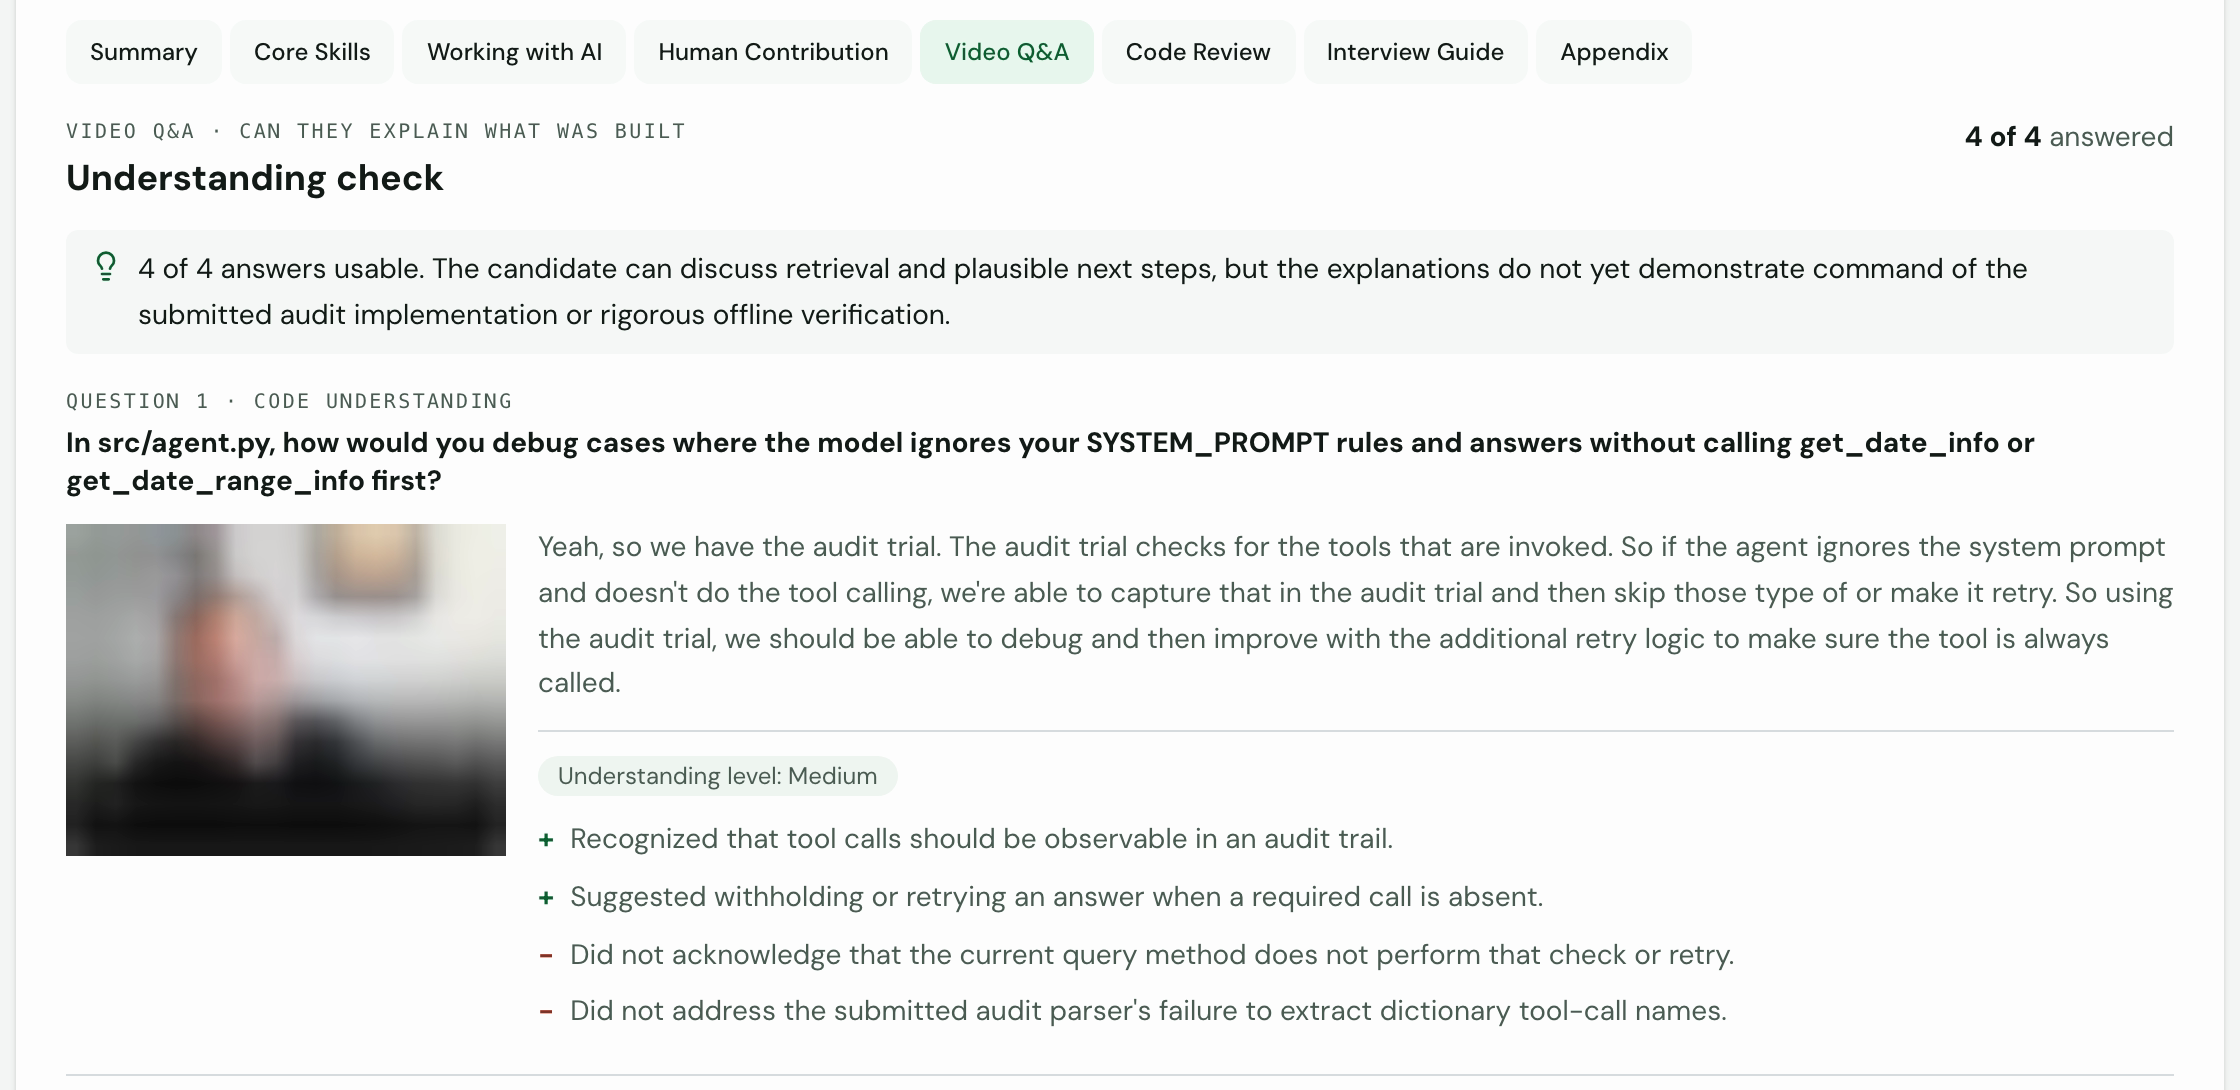 Summary
Core Skills
Working with AI
Human Contribution
Video Q&A
Code Review
Interview Guide
Appendix
VIDEO Q&A · CAN THEY EXPLAIN WHAT WAS BUILT
4 of 4 answered
Understanding check
4 of 4 answers usable. The candidate can discuss retrieval and plausible next steps, but the explanations do not yet demonstrate command of the
submitted audit implementation or rigorous offline verification.
QUESTION 1 · CODE UNDERSTANDING
In src/agent.py, how would you debug cases where the model ignores your SYSTEM_PROMPT rules and answers without calling get_date_info or
get_date_range_info first?
Yeah, so we have the audit trial. The audit trial checks for the tools that are invoked. So if the agent ignores the system prompt
and doesn't do the tool calling, we're able to capture that in the audit trial and then skip those type of or make it retry. So using
the audit trial, we should be able to debug and then improve with the additional retry logic to make sure the tool is always
called.
Understanding level: Medium
+ Recognized that tool calls should be observable in an audit trail.
+ Suggested withholding or retrying an answer when a required call is absent.
– Did not acknowledge that the current query method does not perform that check or retry.
– Did not address the submitted audit parser's failure to extract dictionary tool-call names.